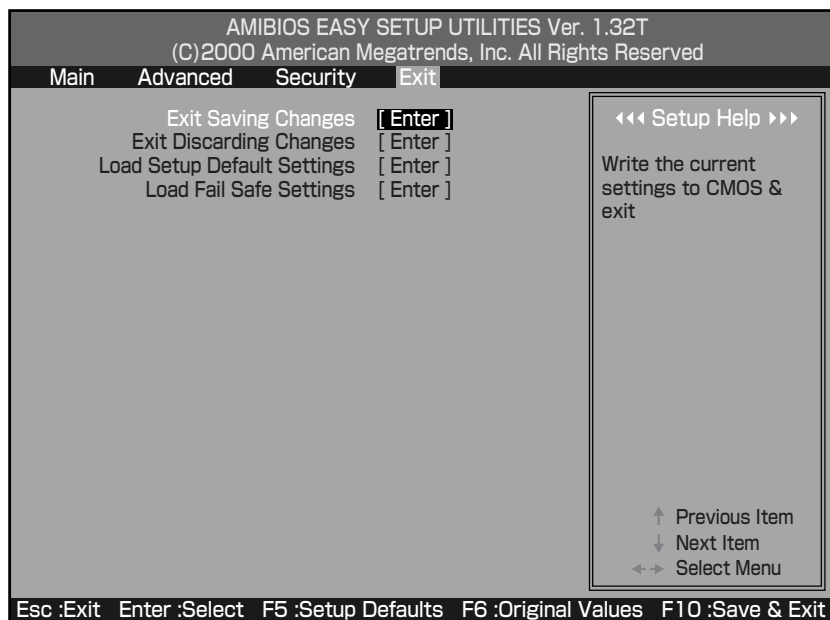 AMIBIOS EASY SETUP UTILITIES Ver. 1.32T
(C)2000 American Megatrends, Inc. All Rights Reserved
Main Advanced Security Exit
Exit Saving Changes [ Enter ]
Exit Discarding Changes [ Enter ]
Load Setup Default Settings [ Enter ]
Load Fail Safe Settings [ Enter ]
Setup Help
Write the current
settings to CMOS &
exit
Previous Item
Next Item
Select Menu
Esc :Exit Enter :Select F5 :Setup Defaults F6 :Original Values F10 :Save & Exit